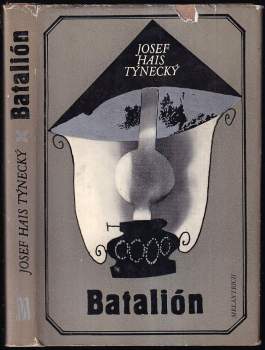 JOSEF
HAIS
TÝNECKÝ
Batalión
MELANTRICH
JOSEF HAIS TÝNECKÝ × Batalión
M